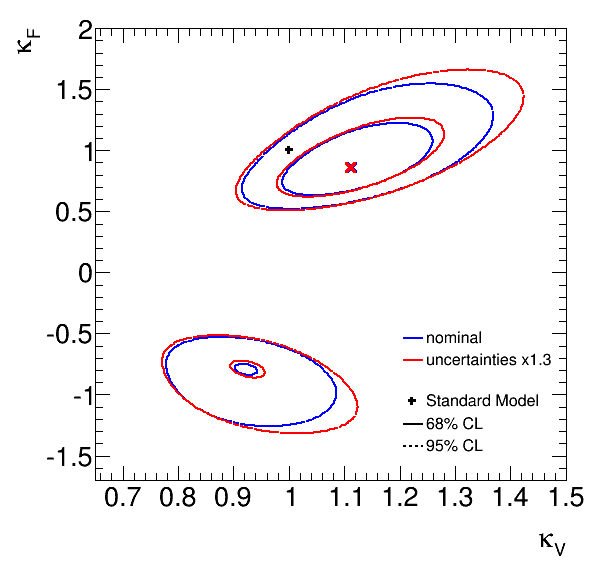 κF
2
1.5
1
0.5
0
-0.5
-1
-1.5
nominal
uncertainties x1.3
Standard Model
68% CL
95% CL
0.7 0.8 0.9 1 1.1 1.2 1.3 1.4 1.5
κV